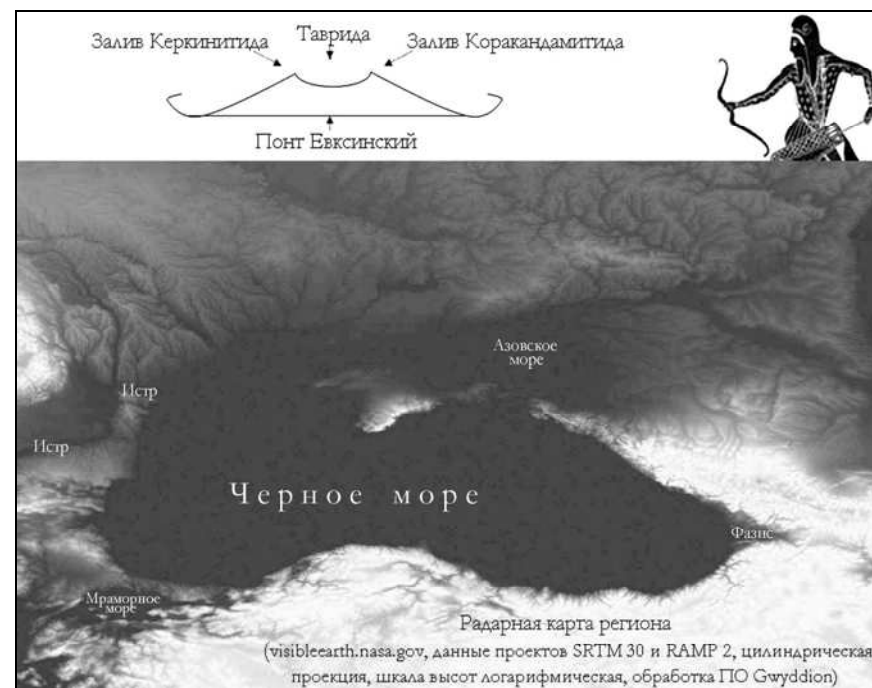 Залив Керкинитида
Таврида
Залив Коракандамитида
Понт Евксинский
Азовское
море
Истр
Истр
Черное море
Фазис
Мраморное
море
Радарная карта региона
(visibleearth.nasa.gov, данные проектов SRTM 30 и RAMP 2, цилиндрическая
проекция, шкала высот логарифмическая, обработка ПО Gwyddion)